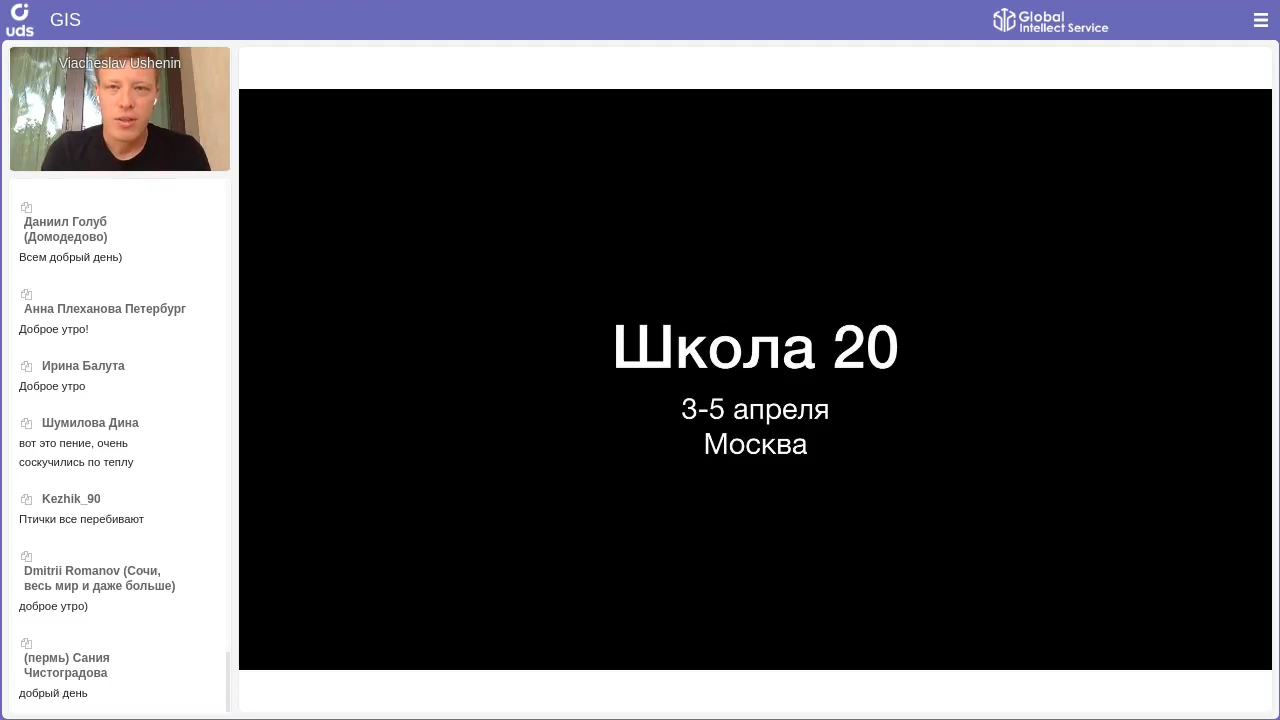 uds
GIS
Global
Intellect Service
Viacheslav Ushenin
Даниил Голуб
(Домодедово)
Всем добрый день)
Анна Плеханова Петербург
Доброе утро!
Ирина Балута
Доброе утро
Шумилова Дина
вот это пение, очень
соскучились по теплу
Kezhik_90
Птички все перебивают
Dmitrii Romanov (Сочи,
весь мир и даже больше)
доброе утро)
(пермь) Сания
Чистоградова
добрый день
Школа 20
3-5 апреля
Москва